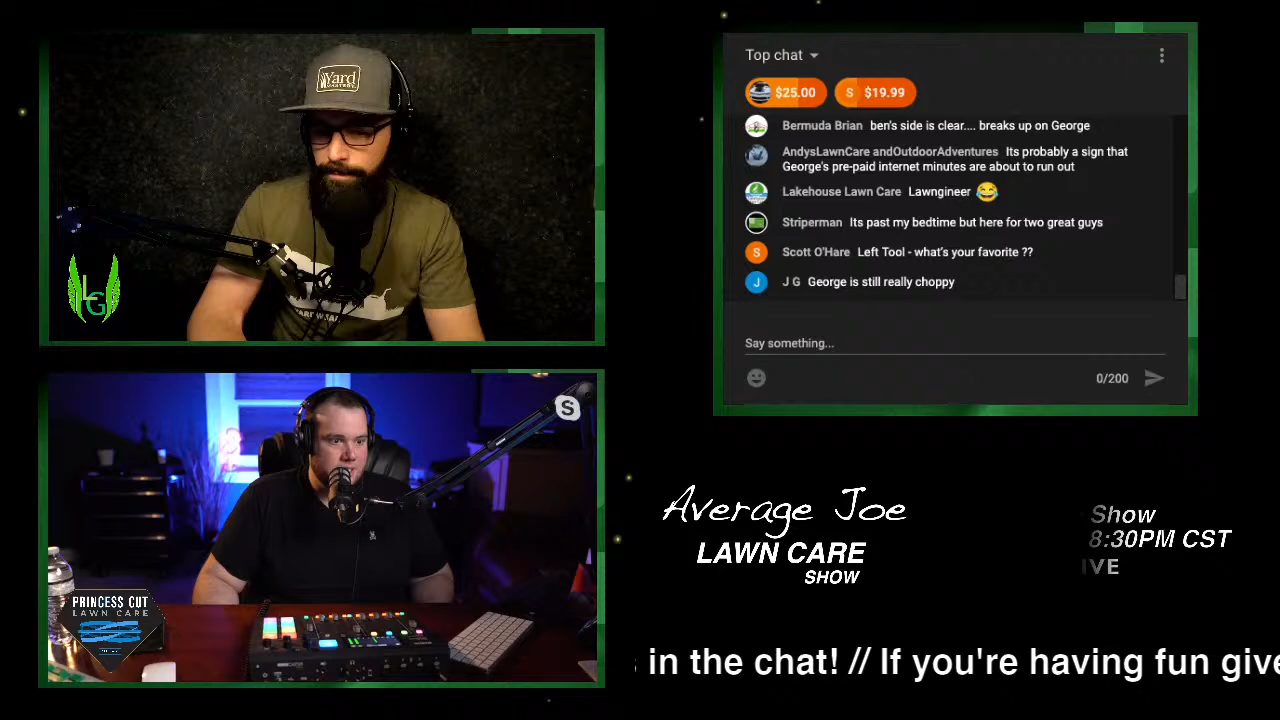 Yard
LG
PRINCESS CUT
LAWN CARE
S
Top chat
$25.00
S $19.99
Bermuda Brian ben's side is clear.... breaks up on George
AndysLawnCare andOutdoorAdventures Its probably a sign that
George's pre-paid internet minutes are about to run out
Lakehouse Lawn Care Lawngineer 😂
Striperman Its past my bedtime but here for two great guys
S Scott O'Hare Left Tool - what's your favorite ??
J J G George is still really choppy
Say something...
0/200
Average Joe
LAWN CARE
SHOW
Show
8:30PM CST
IVE
in the chat! // If you're having fun give